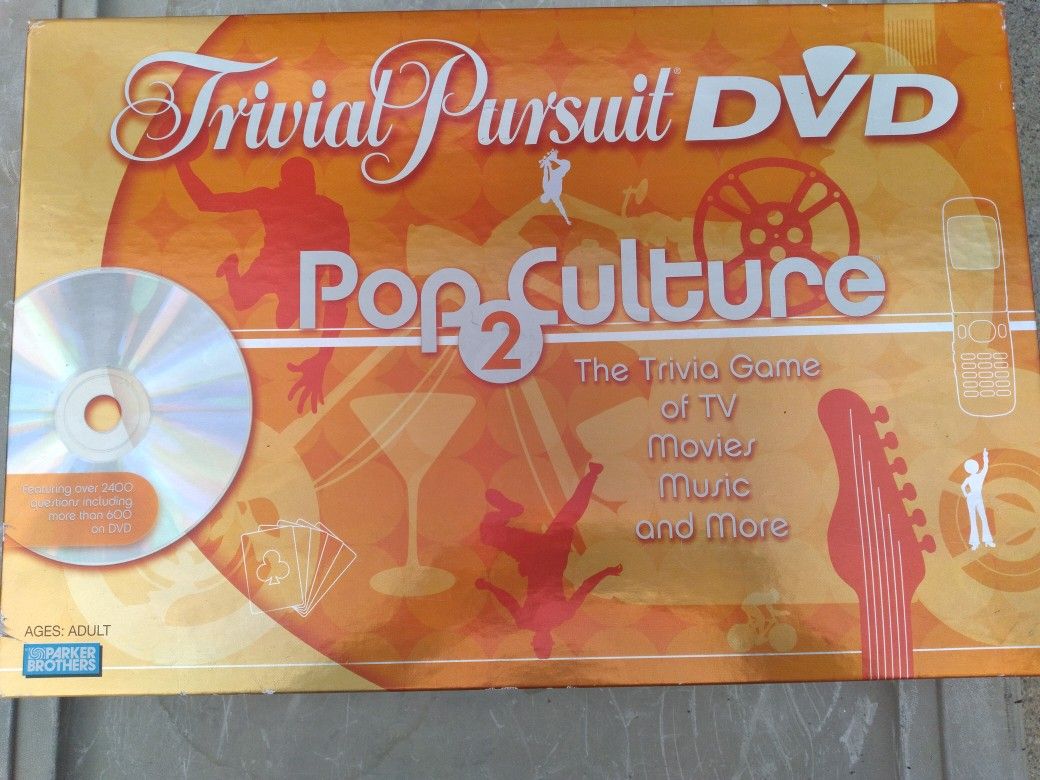 Trivial Pursuit® DVD
Pop Culture™
2
The Trivia Game
of TV
Movies
Music
and More
Featuring over 2400
questions including
more than 600
on DVD
AGES: ADULT
PARKER
BROTHERS